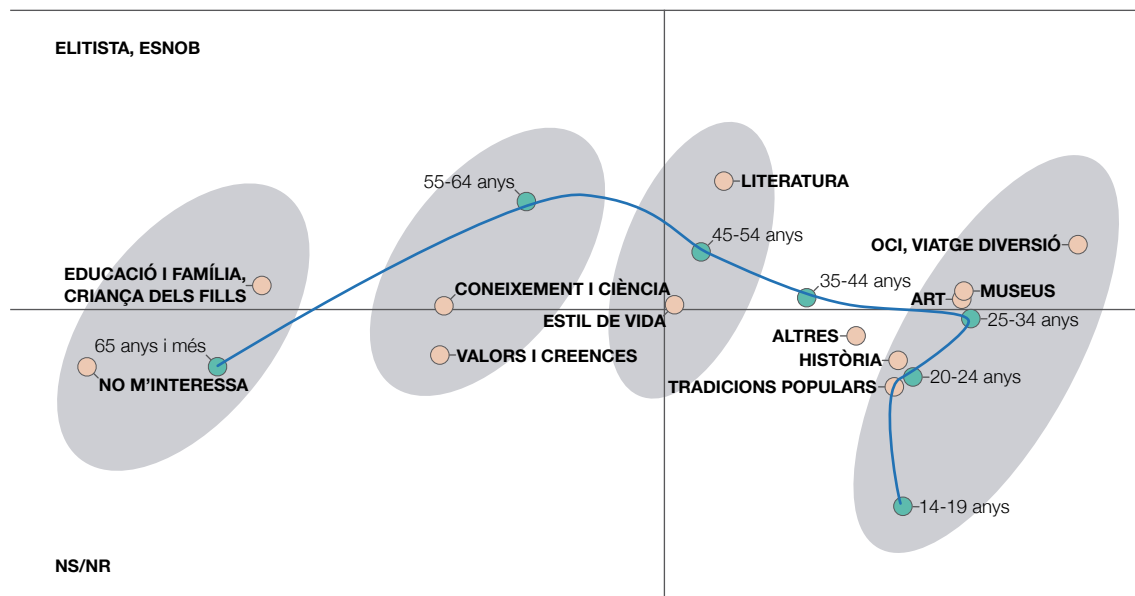 ELITISTA, ESNOB
55-64 anys
LITERATURA
45-54 anys
OCI, VIATGE DIVERSIÓ
EDUCACIÓ I FAMÍLIA,
CRIANÇA DELS FILLS
CONEIXEMENT I CIÈNCIA
35-44 anys
MUSEUS
ART
ESTIL DE VIDA
25-34 anys
ALTRES
65 anys i més
VALORS I CREENCES
HISTÒRIA
NO M’INTERESSA
20-24 anys
TRADICIONS POPULARS
14-19 anys
NS/NR